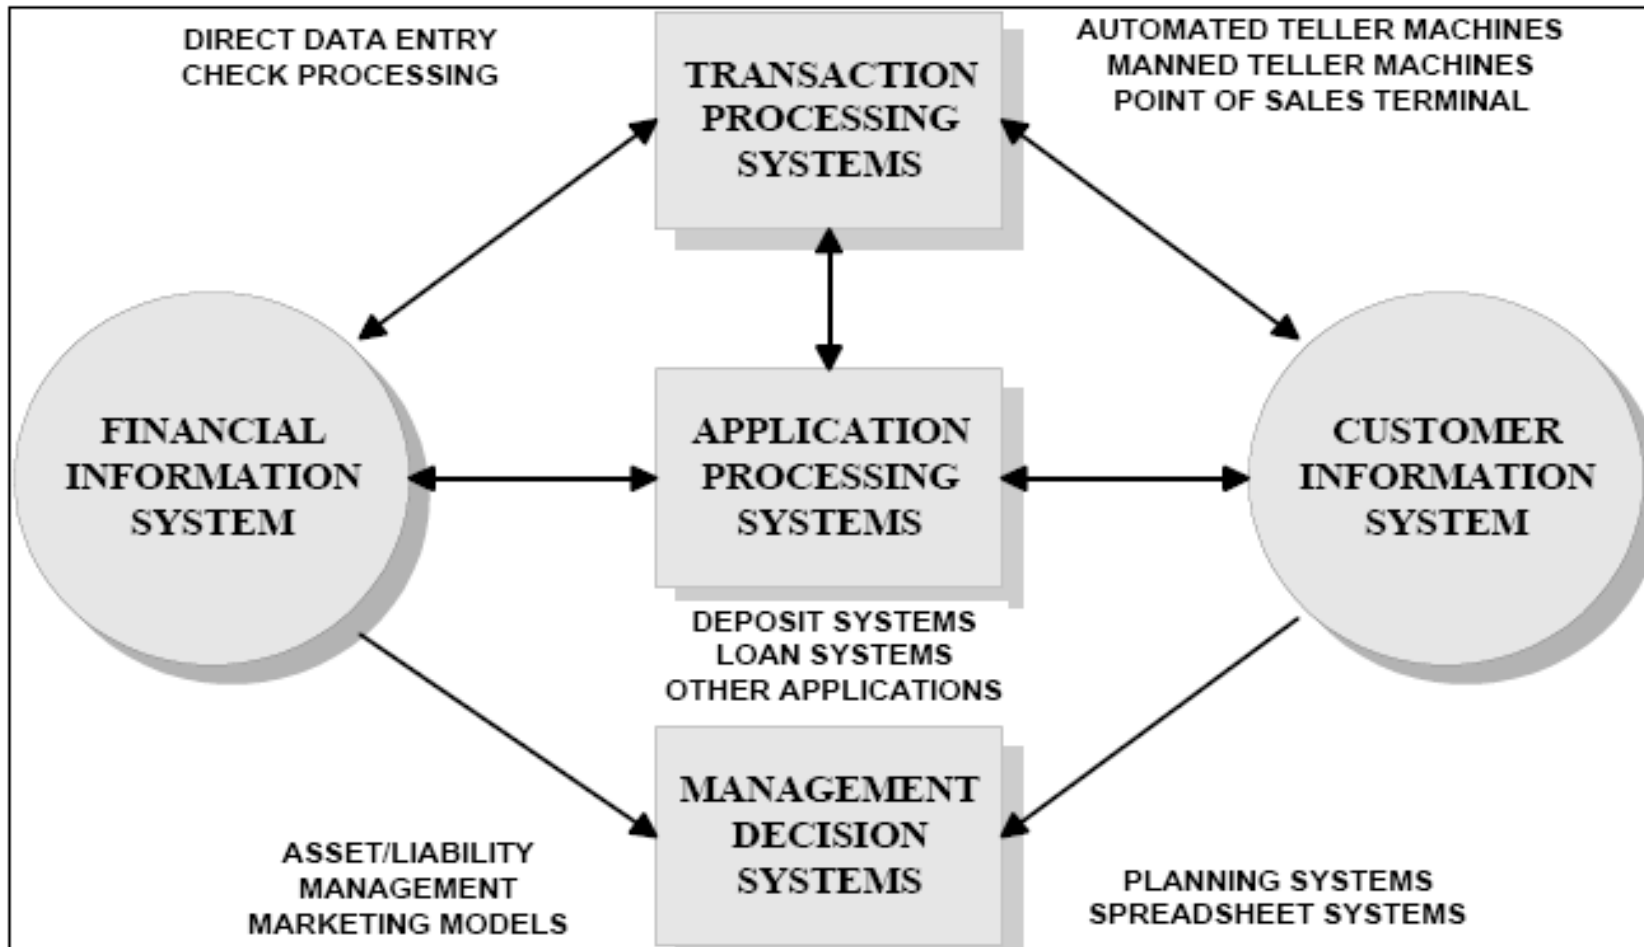 DIRECT DATA ENTRY
CHECK PROCESSING
TRANSACTION
PROCESSING
SYSTEMS
AUTOMATED TELLER MACHINES
MANNED TELLER MACHINES
POINT OF SALES TERMINAL
FINANCIAL
INFORMATION
SYSTEM
APPLICATION
PROCESSING
SYSTEMS
CUSTOMER
INFORMATION
SYSTEM
DEPOSIT SYSTEMS
LOAN SYSTEMS
OTHER APPLICATIONS
MANAGEMENT
DECISION
SYSTEMS
ASSET/LIABILITY
MANAGEMENT
MARKETING MODELS
PLANNING SYSTEMS
SPREADSHEET SYSTEMS